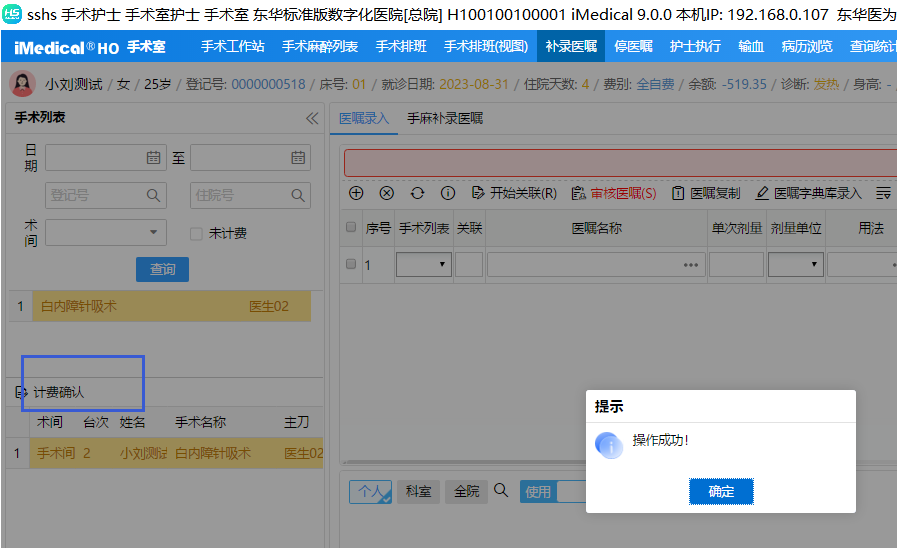 sshs 手术护士 手术室护士 手术室 东华标准版数字化医院[总院] H100100100001 iMedical 9.0.0 本机IP: 192.168.0.107 东华医为
iMedical®HO 手术室 手术工作站 手术麻醉列表 手术排班 手术排班(视图) 补录医嘱 停医嘱 护士执行 输血 病历浏览 查询统计
小刘测试 / 女 / 25岁 / 登记号: 0000000518 / 床号: 01 / 就诊日期: 2023-08-31 / 住院天数: 4 / 费别: 全自费 / 余额: -519.35 / 诊断: 发热 / 身高: -
手术列表
日期 至
登记号 住院号
术间 未计费
查询
1 白内障针吸术 医生02
计费确认
术间 台次 姓名 手术名称 主刀
1 手术间 2 小刘测试 白内障针吸术 医生02
医嘱录入 手麻补录医嘱
开始关联(R) 审核医嘱(S) 医嘱复制 医嘱字典库录入
序号 手术列表 关联 医嘱名称 单次剂量 剂量单位 用法
1
个人 科室 全院 使用
提示
操作成功!
确定